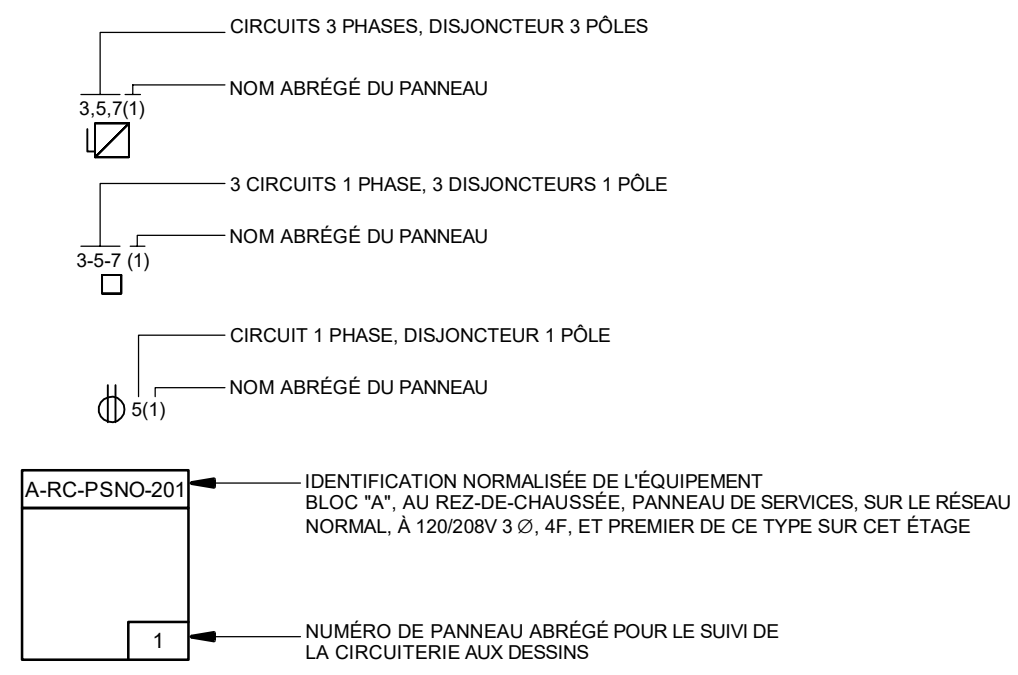 CIRCUITS 3 PHASES, DISJONCTEUR 3 PÔLES
NOM ABRÉGÉ DU PANNEAU
3,5,7(1)
3 CIRCUITS 1 PHASE, 3 DISJONCTEURS 1 PÔLE
NOM ABRÉGÉ DU PANNEAU
3-5-7 (1)
CIRCUIT 1 PHASE, DISJONCTEUR 1 PÔLE
NOM ABRÉGÉ DU PANNEAU
5(1)
A-RC-PSNO-201
IDENTIFICATION NORMALISÉE DE L'ÉQUIPEMENT
BLOC "A", AU REZ-DE-CHAUSSÉE, PANNEAU DE SERVICES, SUR LE RÉSEAU
NORMAL, À 120/208V 3 ∅, 4F, ET PREMIER DE CE TYPE SUR CET ÉTAGE
1
NUMÉRO DE PANNEAU ABRÉGÉ POUR LE SUIVI DE
LA CIRCUITERIE AUX DESSINS